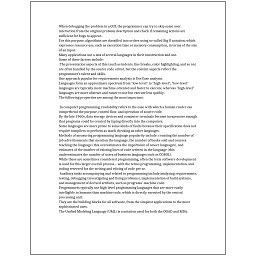 When debugging the problem in a GUI, the programmer can try to skip some user
interaction from the original problem description and check if remaining actions are
sufficient for bugs to appear.
For this purpose, algorithms are classified into orders using so-called Big O notation, which
expresses resource use, such as execution time or memory consumption, in terms of the size
of an input.
Many applications use a mix of several languages in their construction and use.
Some of these factors include:
The presentation aspects of this (such as indents, line breaks, color highlighting, and so on)
are often handled by the source code editor, but the content aspects reflect the
programmer's talent and skills.
One approach popular for requirements analysis is Use Case analysis.
Languages form an approximate spectrum from "low-level" to "high-level"; "low-level"
languages are typically more machine-oriented and faster to execute, whereas "high-level"
languages are more abstract and easier to use but execute less quickly.
The following properties are among the most important:

In computer programming, readability refers to the ease with which a human reader can
comprehend the purpose, control flow, and operation of source code.
By the late 1960s, data storage devices and computer terminals became inexpensive enough
that programs could be created by typing directly into the computers.
Some languages are more prone to some kinds of faults because their specification does not
require compilers to perform as much checking as other languages.
Methods of measuring programming language popularity include: counting the number of
job advertisements that mention the language, the number of books sold and courses
teaching the language (this overestimates the importance of newer languages), and
estimates of the number of existing lines of code written in the language (this
underestimates the number of users of business languages such as COBOL).
While these are sometimes considered programming, often the term software development
is used for this larger overall process – with the terms programming, implementation, and
coding reserved for the writing and editing of code per se.
Auxiliary tasks accompanying and related to programming include analyzing requirements,
testing, debugging (investigating and fixing problems), implementation of build systems,
and management of derived artifacts, such as programs' machine code.
Programmers typically use high-level programming languages that are more easily
intelligible to humans than machine code, which is directly executed by the central
processing unit.
They are the building blocks for all software, from the simplest applications to the most
sophisticated ones.
The Unified Modeling Language (UML) is a notation used for both the OOAD and MDA.